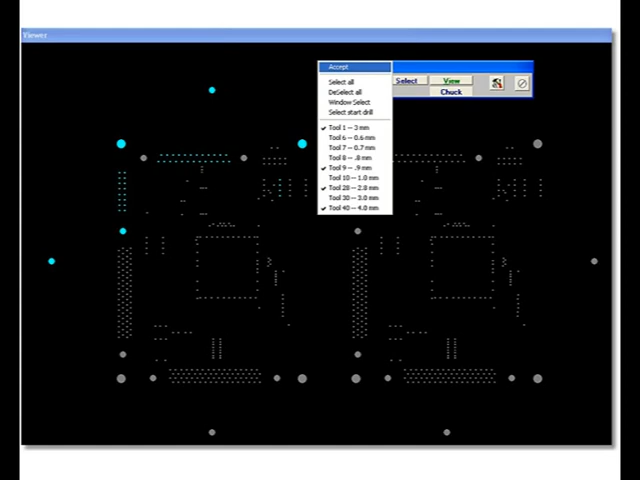 Viewer
Accept
Select all
DeSelect all
Window Select
Select start drill
Tool 1 -- 3 mm
Tool 6 -- 0.6 mm
Tool 7 -- 0.7 mm
Tool 8 -- .8 mm
Tool 9 -- .9 mm
Tool 10 -- 1.0 mm
Tool 28 -- 2.8 mm
Tool 30 -- 3.0 mm
Tool 40 -- 4.0 mm
Select View
Chuck